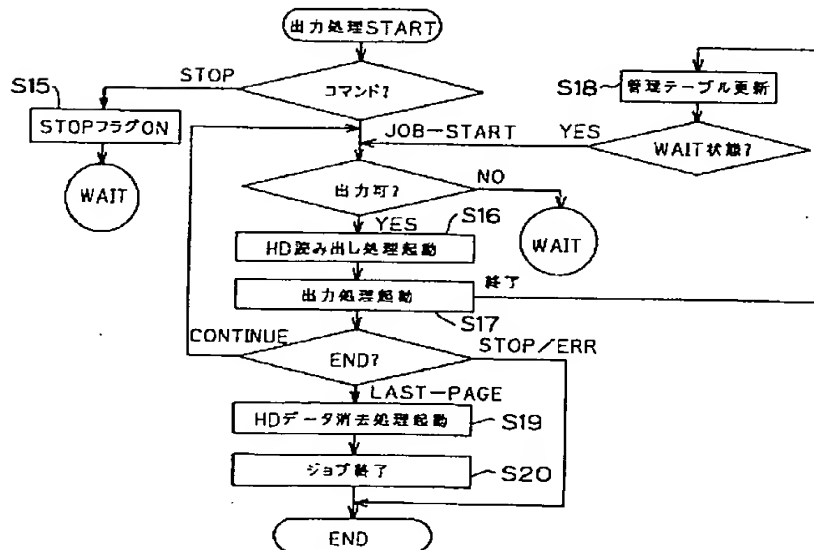 出力処理START
STOP
コマンド?
S15
STOPフラグON
WAIT
S18
管理テーブル更新
JOB-START
YES
WAIT状態?
出力可?
NO
WAIT
YES
S16
HD読み出し処理起動
出力処理起動
終了
S17
CONTINUE
END?
STOP/ERR
LAST-PAGE
HDデータ消去処理起動
S19
ジョブ終了
S20
END